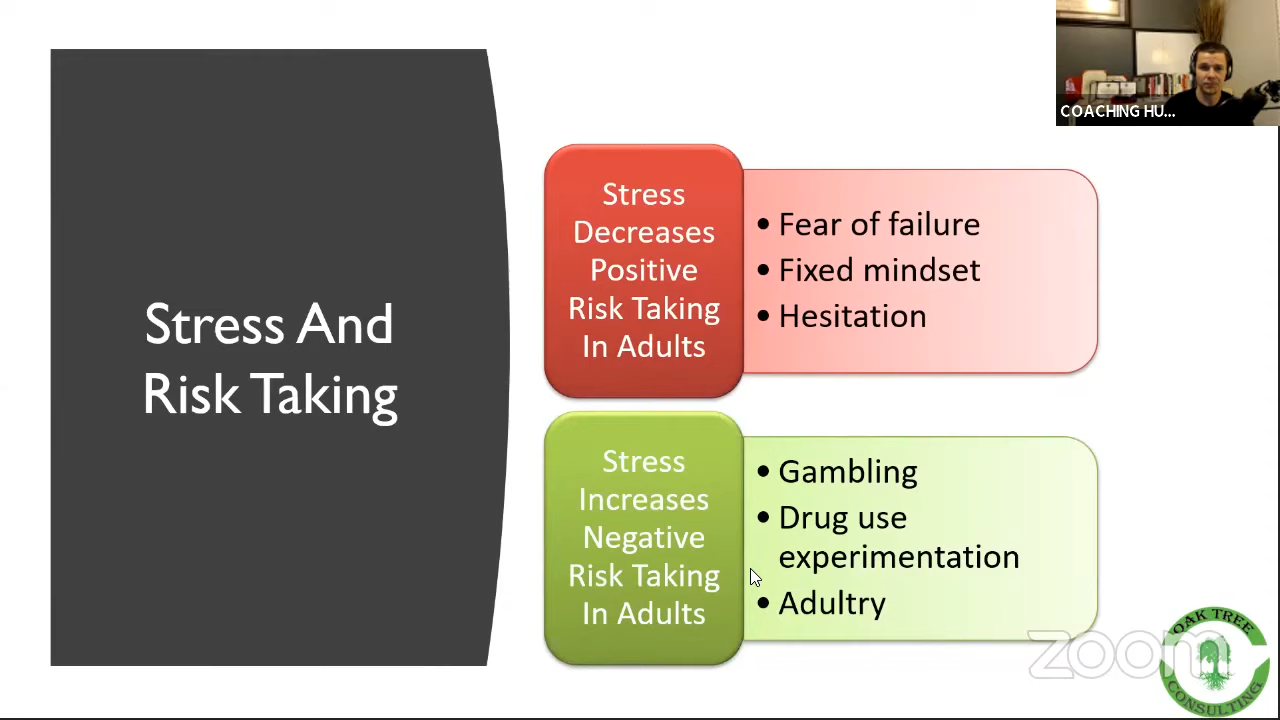 COACHING HU...
Stress And
Risk Taking
Stress
Decreases
Positive
Risk Taking
In Adults
• Fear of failure
• Fixed mindset
• Hesitation
Stress
Increases
Negative
Risk Taking
In Adults
• Gambling
• Drug use
experimentation
• Adultry
zoom
OAK TREE
CONSULTING